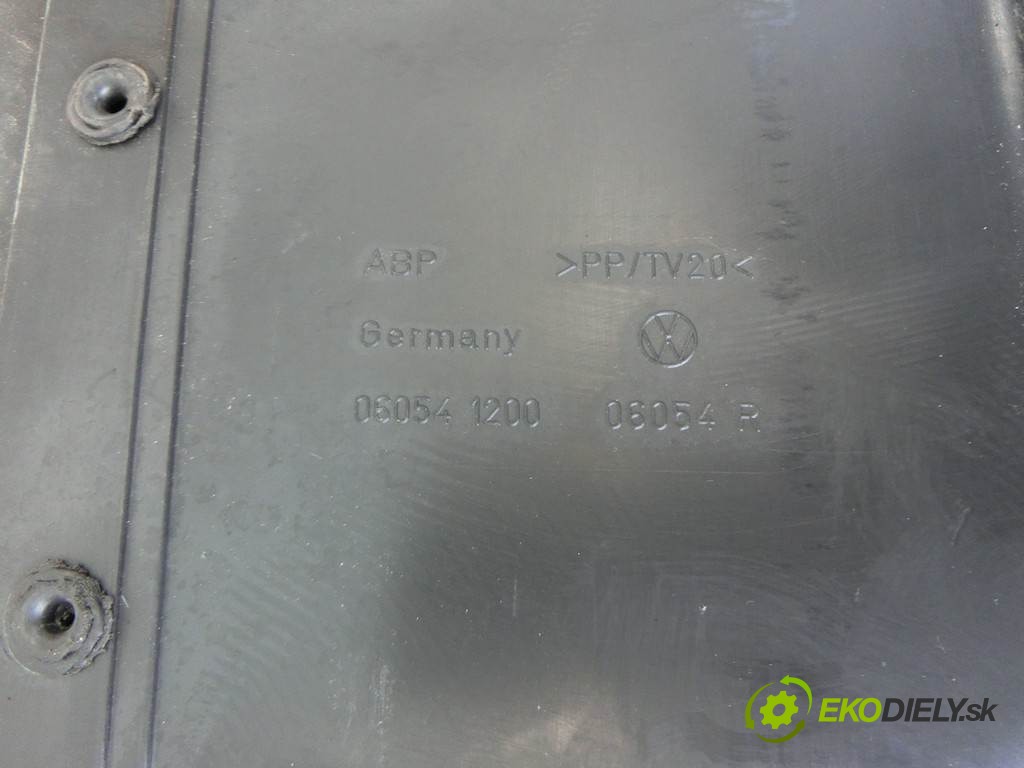 ABP >PP/TV20<
Germany
06054 1200 06054 R
EKODIELY.sk